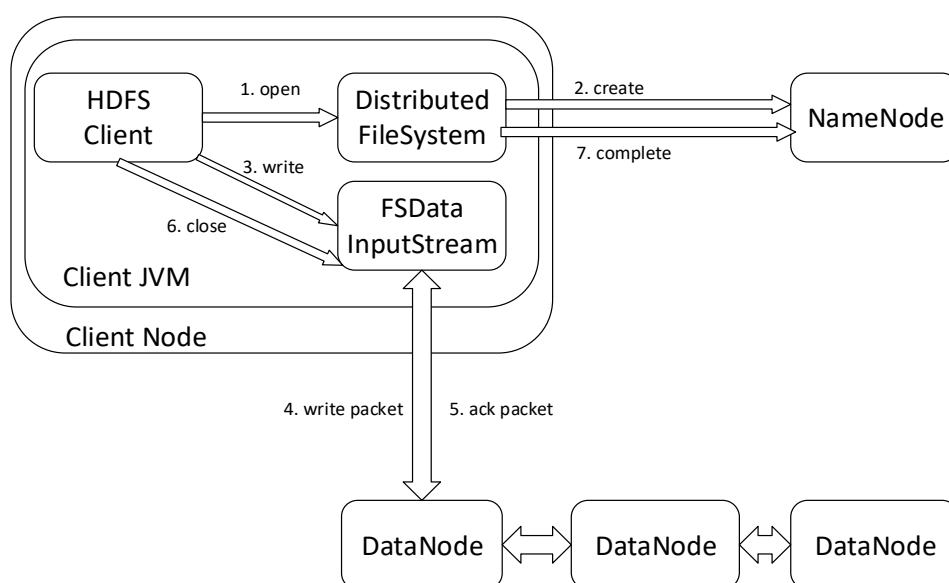 HDFS
Client
1. open
Distributed
FileSystem
2. create
NameNode
7. complete
3. write
FSData
InputStream
6. close
Client JVM
Client Node
4. write packet
5. ack packet
DataNode
DataNode
DataNode